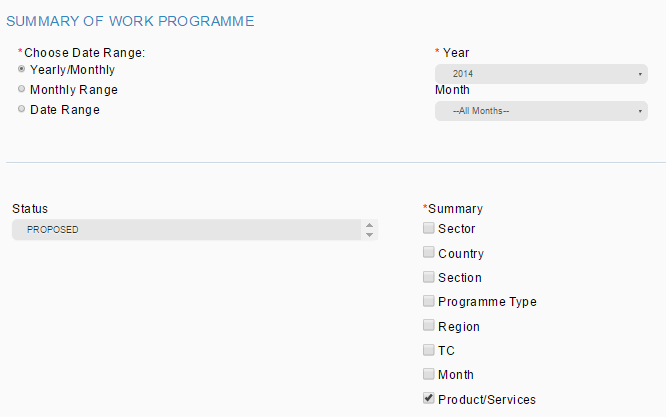 SUMMARY OF WORK PROGRAMME
*Choose Date Range:
Yearly/Monthly
Monthly Range
Date Range
* Year
2014
Month
--All Months--
Status
PROPOSED
*Summary
Sector
Country
Section
Programme Type
Region
TC
Month
Product/Services